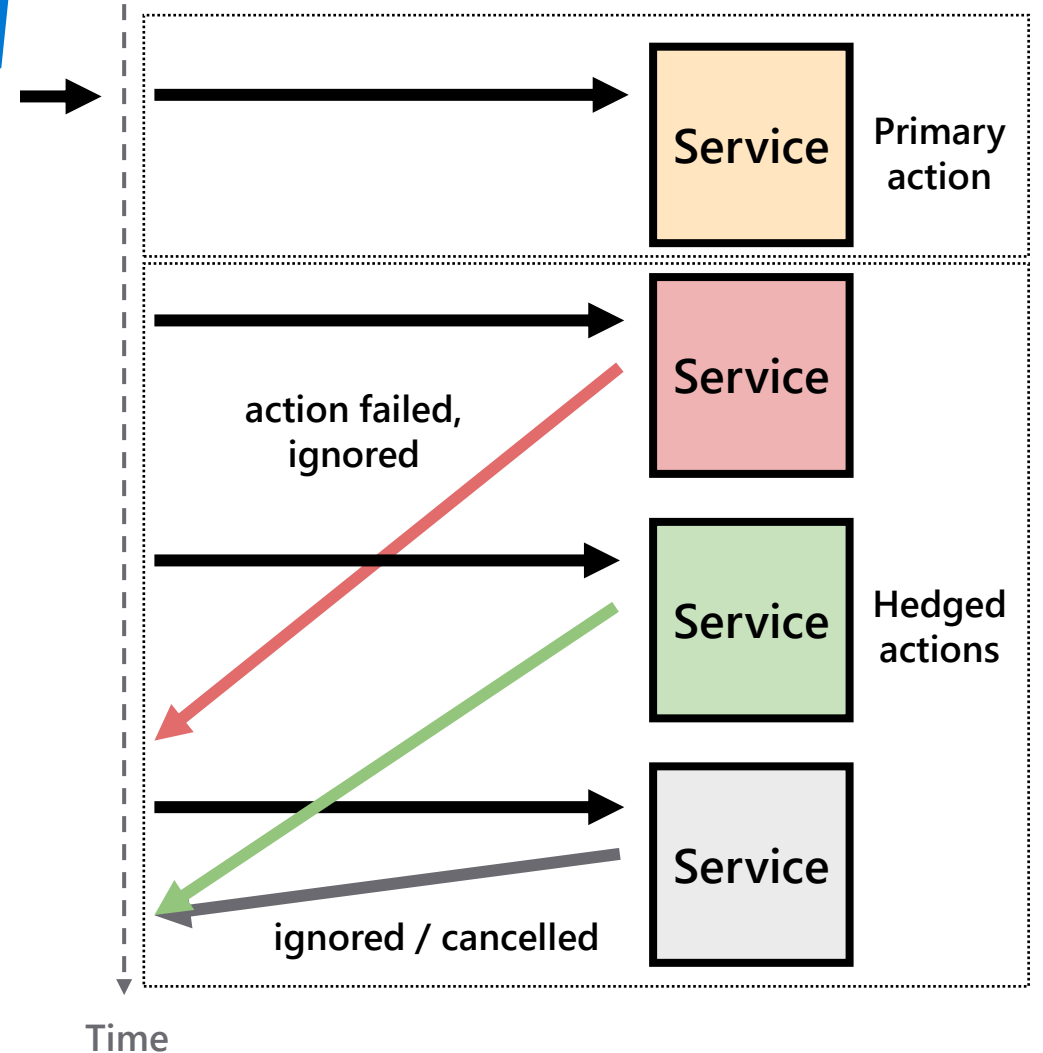 Service
Primary
action
Service
action failed,
ignored
Service
Hedged
actions
Service
ignored / cancelled
Time